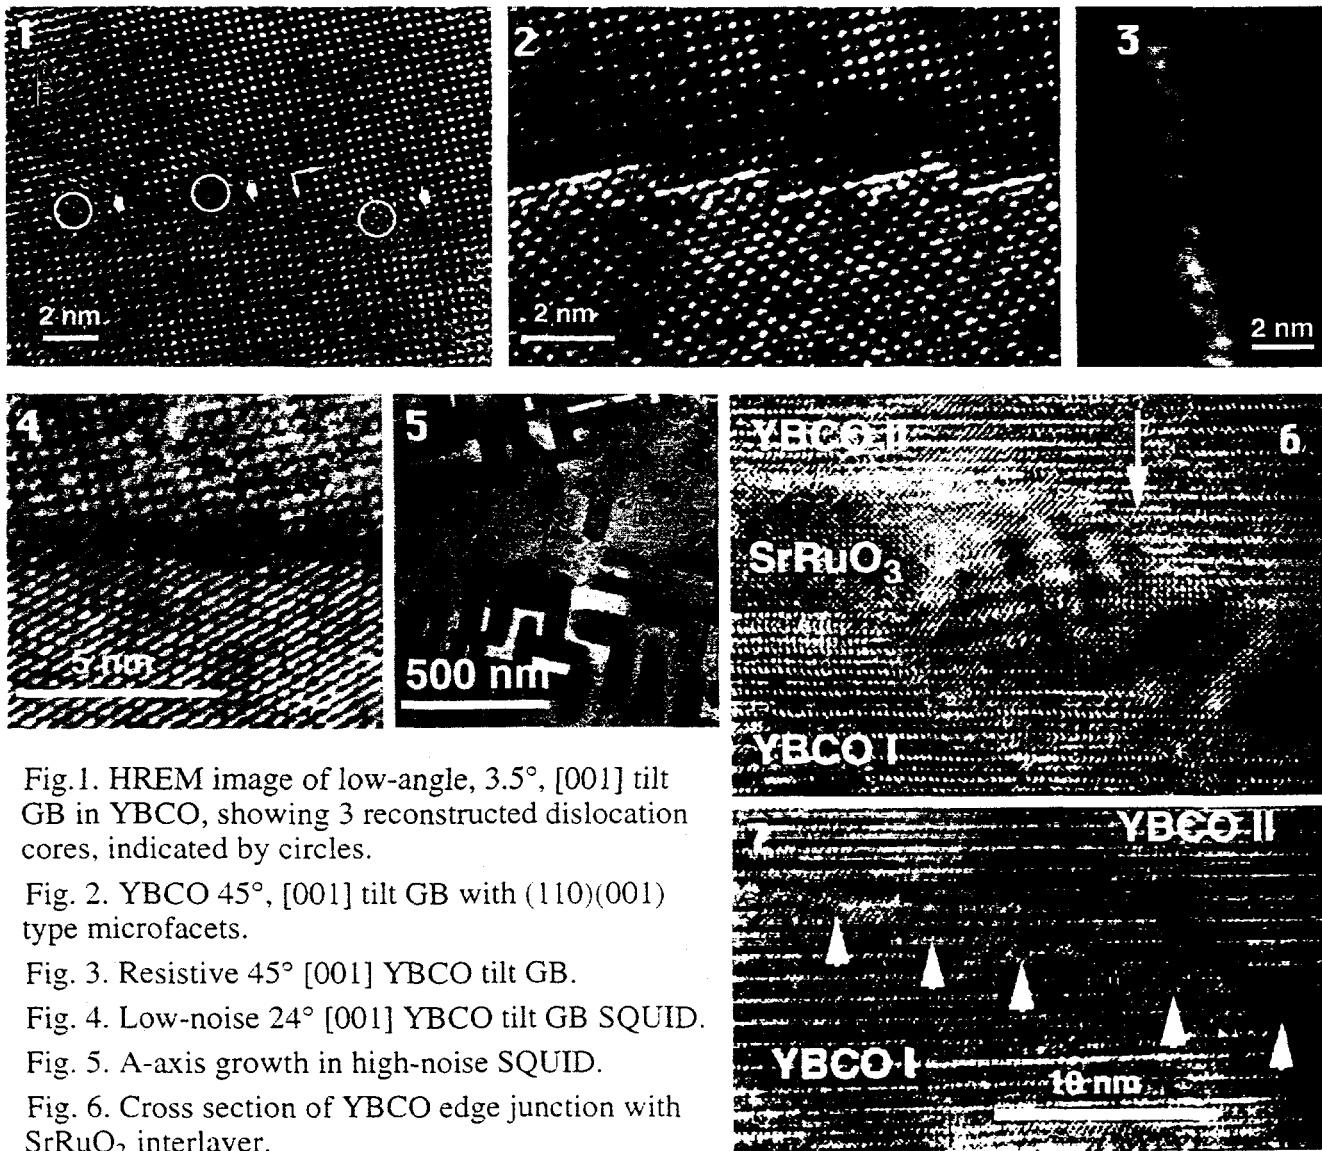 1
2 nm
2
2 nm
3
2 nm
4
5 nm
5
500 nm
YBCO II
6
SrRuO₃
YBCO I
7
YBCO II
YBCO I
10 nm
Fig.1. HREM image of low-angle, 3.5°, [001] tilt
GB in YBCO, showing 3 reconstructed dislocation
cores, indicated by circles.
Fig. 2. YBCO 45°, [001] tilt GB with (110)(001)
type microfacets.
Fig. 3. Resistive 45° [001] YBCO tilt GB.
Fig. 4. Low-noise 24° [001] YBCO tilt GB SQUID.
Fig. 5. A-axis growth in high-noise SQUID.
Fig. 6. Cross section of YBCO edge junction with
SrRuO₃ interlayer.